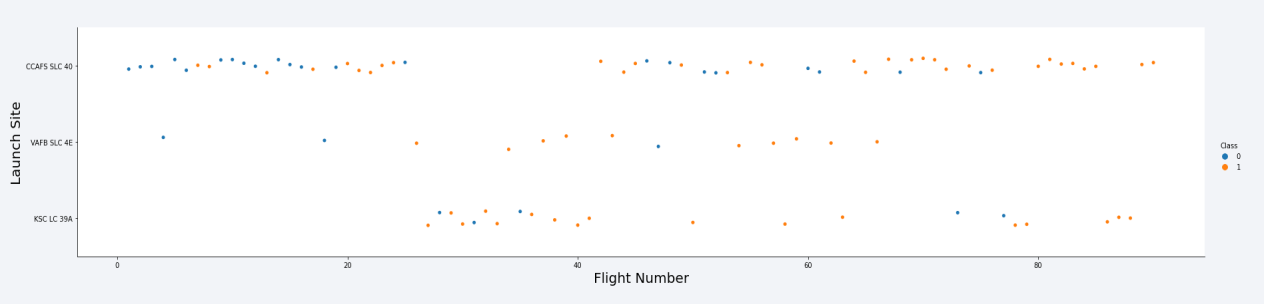 CCAFS SLC 40
VAFB SLC 4E
KSC LC 39A
Launch Site
0 20 40 60 80
Flight Number
Class
0
1